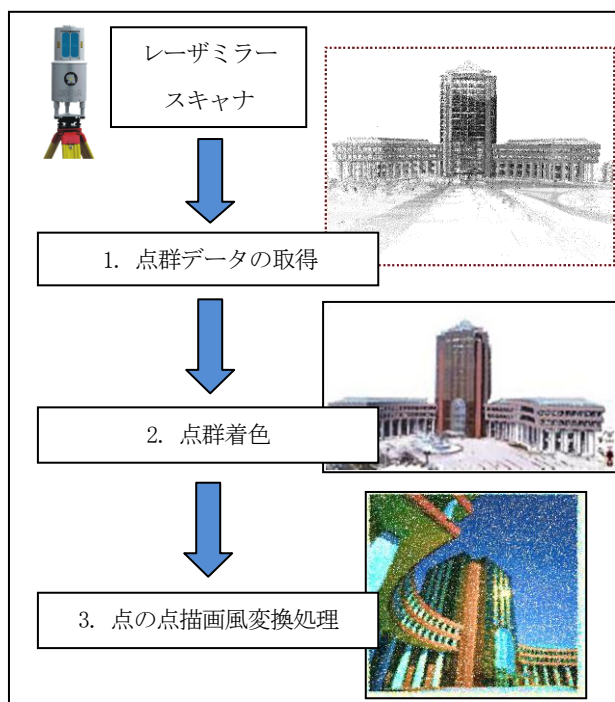 レーザミラー
スキャナ
1. 点群データの取得
2. 点群着色
3. 点の点描画風変換処理